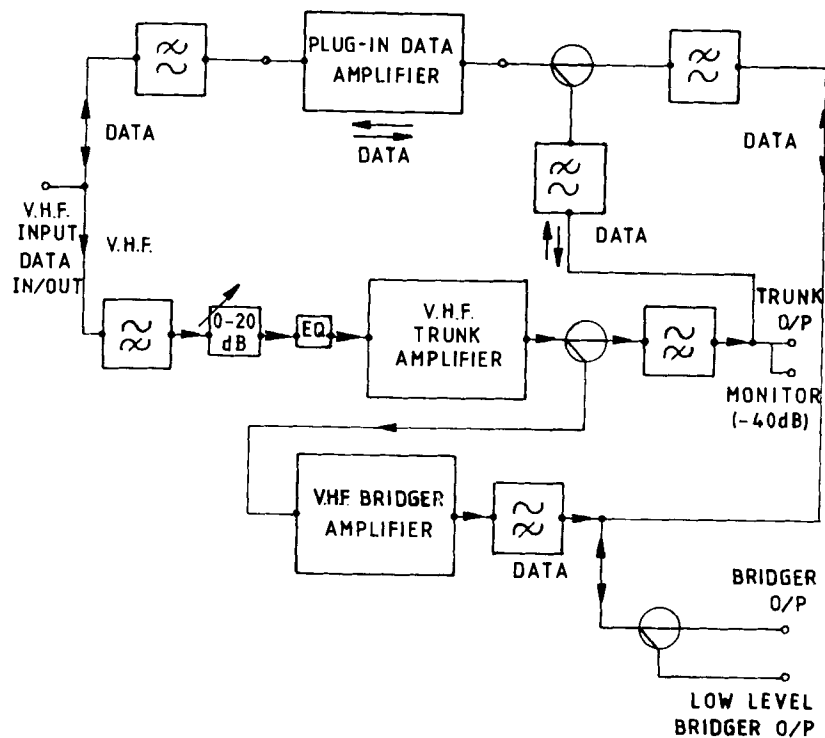 PLUG-IN DATA
AMPLIFIER
DATA
DATA
DATA
V.H.F.
INPUT
DATA
IN/OUT
V.H.F.
DATA
0-20
dB
EQ
V.H.F.
TRUNK
AMPLIFIER
TRUNK
O/P
MONITOR
(-40dB)
V.H.F. BRIDGER
AMPLIFIER
DATA
BRIDGER
O/P
LOW LEVEL
BRIDGER O/P